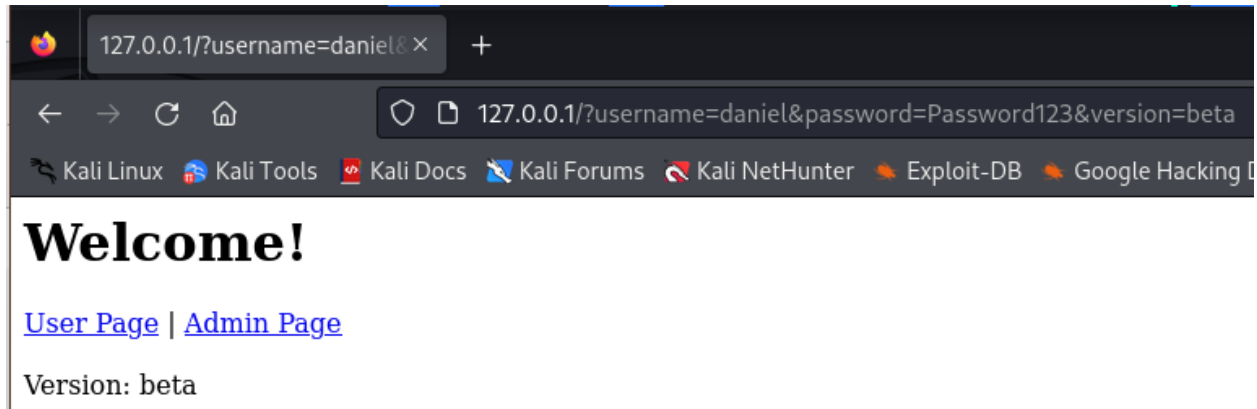 127.0.0.1/?username=daniel&
127.0.0.1/?username=daniel&password=Password123&version=beta
Kali Linux Kali Tools Kali Docs Kali Forums Kali NetHunter Exploit-DB Google Hacking D
Welcome!
User Page | Admin Page
Version: beta